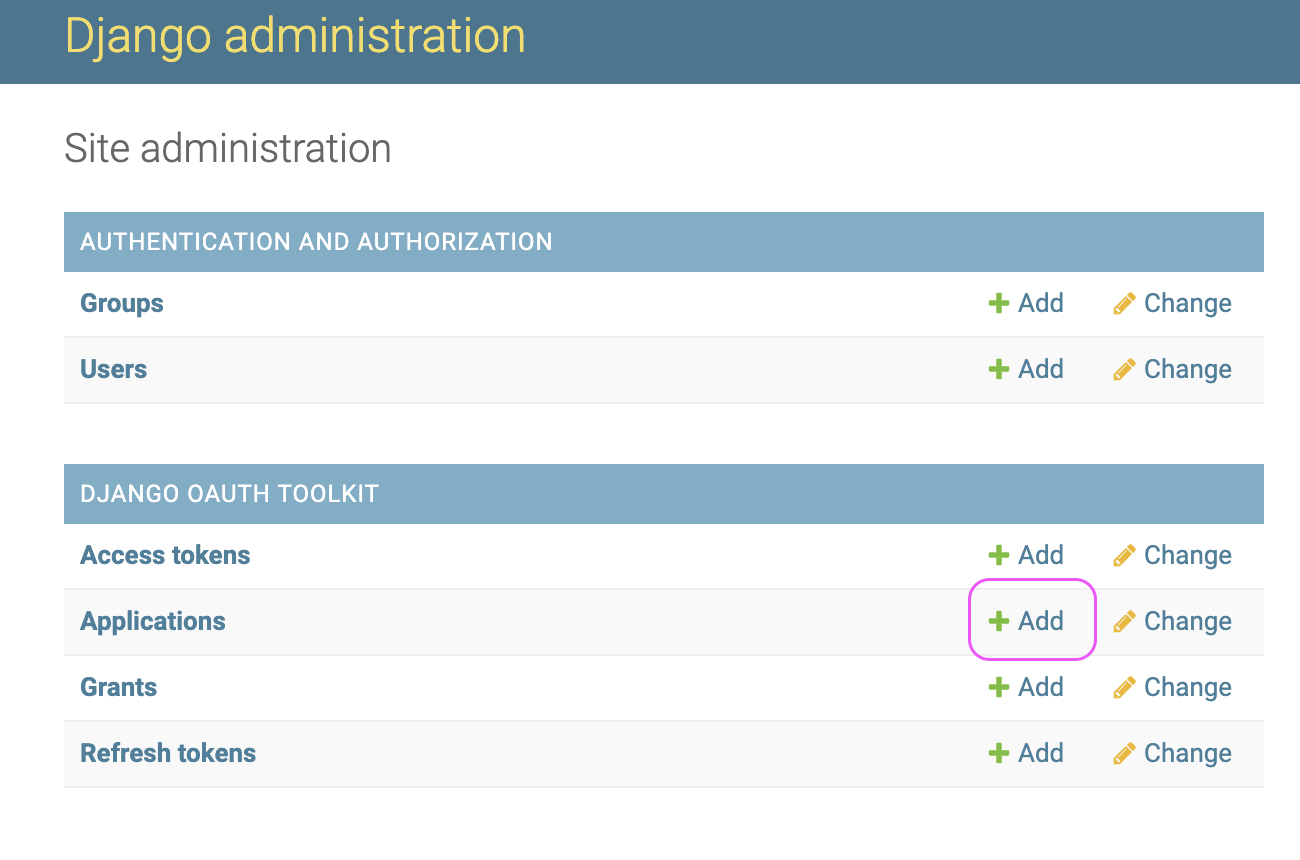 Django administration
Site administration
AUTHENTICATION AND AUTHORIZATION
Groups Add Change
Users Add Change
DJANGO OAUTH TOOLKIT
Access tokens Add Change
Applications Add Change
Grants Add Change
Refresh tokens Add Change